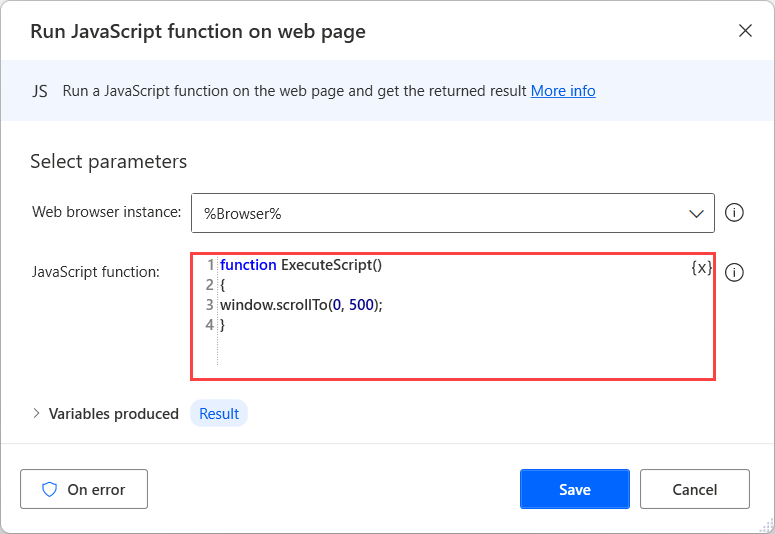 Run JavaScript function on web page
JS Run a JavaScript function on the web page and get the returned result More info
Select parameters
Web browser instance: %Browser%
JavaScript function:
1 function ExecuteScript() {x}
2 {
3 window.scrollTo(0, 500);
4 }
Variables produced Result
On error Save Cancel